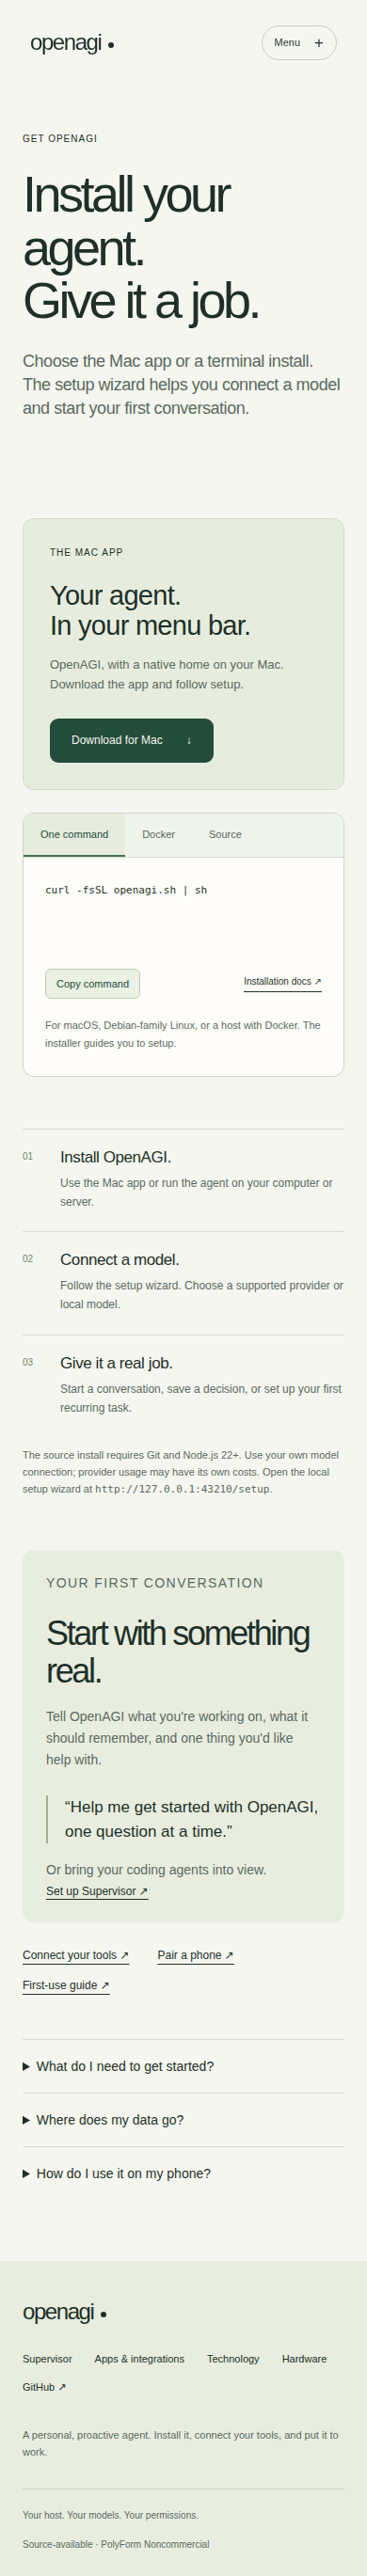 openagi
Menu +
GET OPENAGI
Install your
agent.
Give it a job.
Choose the Mac app or a terminal install.
The setup wizard helps you connect a model
and start your first conversation.
THE MAC APP
Your agent.
In your menu bar.
OpenAGI, with a native home on your Mac.
Download the app and follow setup.
Download for Mac ↓
One command Docker Source
curl -fsSL openagi.sh | sh
Copy command Installation docs ↗
For macOS, Debian-family Linux, or a host with Docker. The
installer guides you to setup.
01 Install OpenAGI.
Use the Mac app or run the agent on your computer or
server.
02 Connect a model.
Follow the setup wizard. Choose a supported provider or
local model.
03 Give it a real job.
Start a conversation, save a decision, or set up your first
recurring task.
The source install requires Git and Node.js 22+. Use your own model
connection; provider usage may have its own costs. Open the local
setup wizard at http://127.0.0.1:43210/setup.
YOUR FIRST CONVERSATION
Start with something
real.
Tell OpenAGI what you're working on, what it
should remember, and one thing you'd like
help with.
“Help me get started with OpenAGI,
one question at a time.”
Or bring your coding agents into view.
Set up Supervisor ↗
Connect your tools ↗ Pair a phone ↗
First-use guide ↗
What do I need to get started?
Where does my data go?
How do I use it on my phone?
openagi
Supervisor Apps & integrations Technology Hardware
GitHub ↗
A personal, proactive agent. Install it, connect your tools, and put it to
work.
Your host. Your models. Your permissions.
Source-available · PolyForm Noncommercial